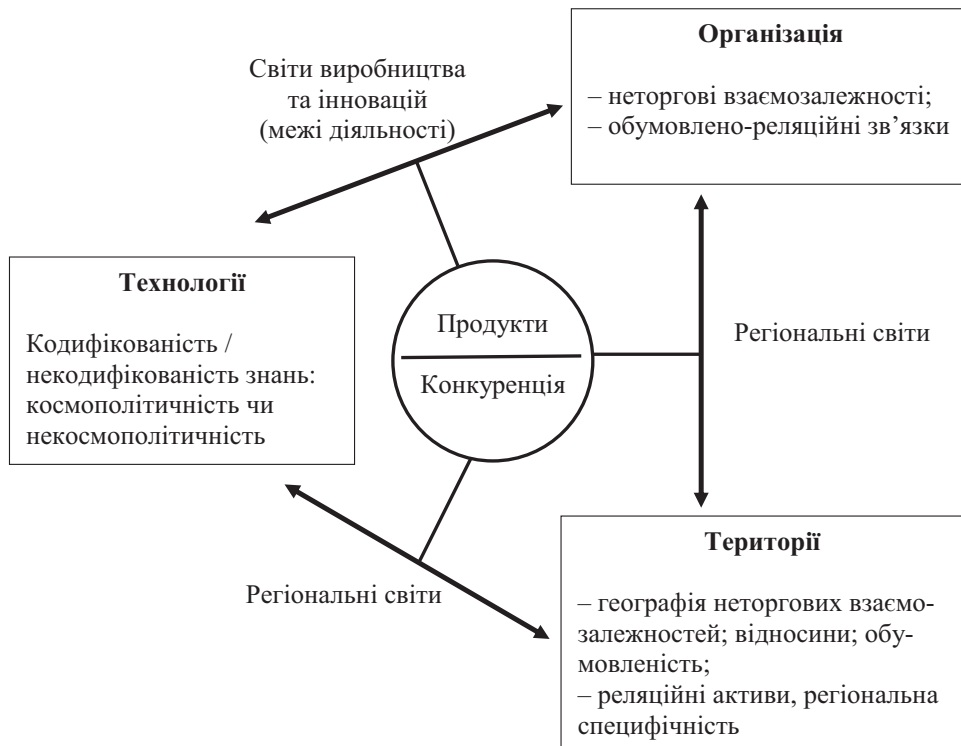 Організація
– неторгові взаємозалежності;
– обумовлено-реляційні зв’язки
Світи виробництва
та інновацій
(межі діяльності)
Технології
Кодифікованість /
некодифікованість знань:
космополітичність чи
некосмополітичність
Продукти
Конкуренція
Регіональні світи
Регіональні світи
Території
– географія неторгових взаємо-
залежностей; відносини; обу-
мовленість;
– реляційні активи, регіональна
специфічність